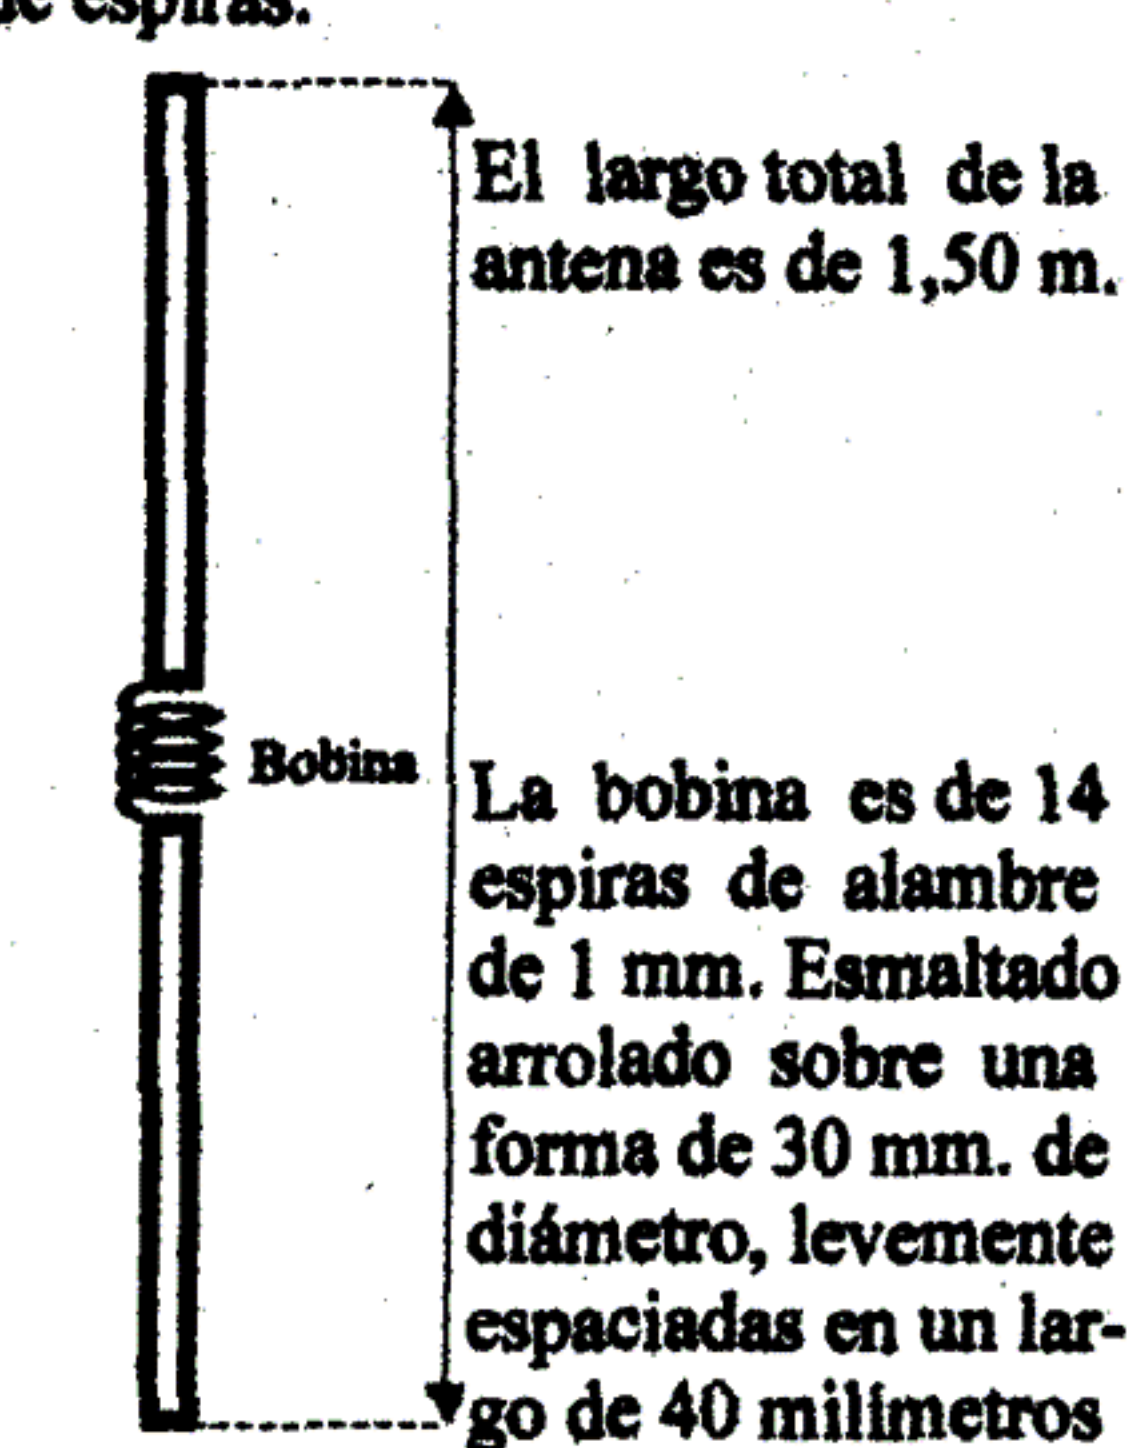 de espiras.
El largo total de la
antena es de 1,50 m.
Bobina
La bobina es de 14
espiras de alambre
de 1 mm. Esmaltado
arrolado sobre una
forma de 30 mm. de
diámetro, levemente
espaciadas en un lar-
go de 40 milímetros